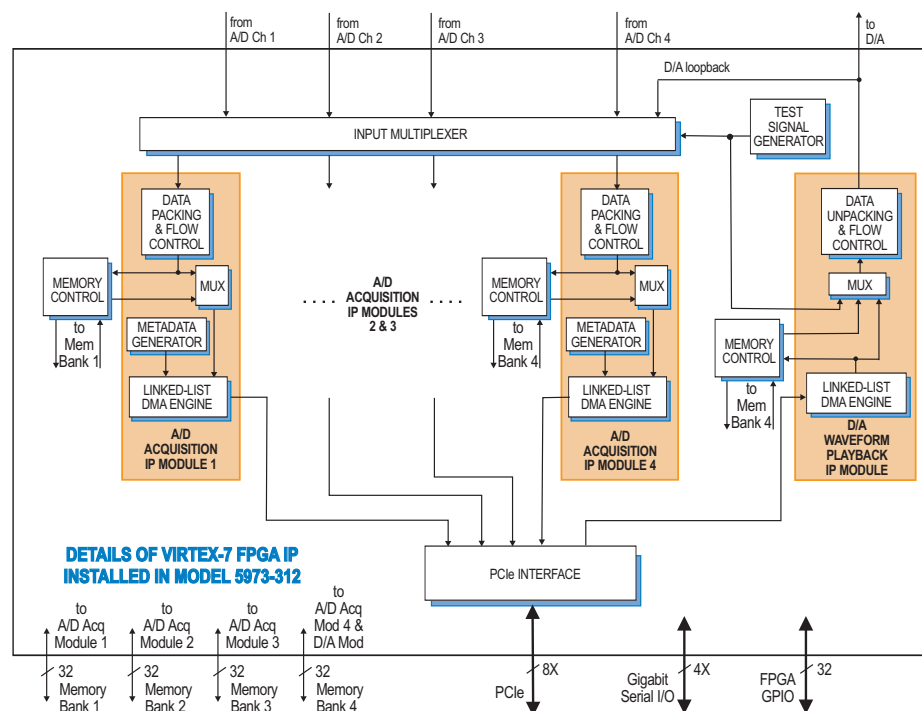 from
A/D Ch 1
from
A/D Ch 2
from
A/D Ch 3
from
A/D Ch 4
to
D/A
D/A loopback
INPUT MULTIPLEXER
TEST
SIGNAL
GENERATOR
DATA
PACKING
& FLOW
CONTROL
MUX
MEMORY
CONTROL
to
Mem
Bank 1
METADATA
GENERATOR
LINKED-LIST
DMA ENGINE
A/D
ACQUISITION
IP MODULE 1
. . . .
A/D
ACQUISITION
IP MODULES
2 & 3
. . . .
DATA
PACKING
& FLOW
CONTROL
MUX
MEMORY
CONTROL
to
Mem
Bank 4
METADATA
GENERATOR
LINKED-LIST
DMA ENGINE
A/D
ACQUISITION
IP MODULE 4
DATA
UNPACKING
& FLOW
CONTROL
MUX
MEMORY
CONTROL
to
Mem
Bank 4
LINKED-LIST
DMA ENGINE
D/A
WAVEFORM
PLAYBACK
IP MODULE
DETAILS OF VIRTEX-7 FPGA IP
INSTALLED IN MODEL 5973-312
PCIe INTERFACE
to
A/D Acq
Module 1
to
A/D Acq
Module 2
to
A/D Acq
Module 3
to
A/D Acq
Mod 4 &
D/A Mod
32
Memory
Bank 1
32
Memory
Bank 2
32
Memory
Bank 3
32
Memory
Bank 4
8X
PCIe
4X
Gigabit
Serial I/O
32
FPGA
GPIO